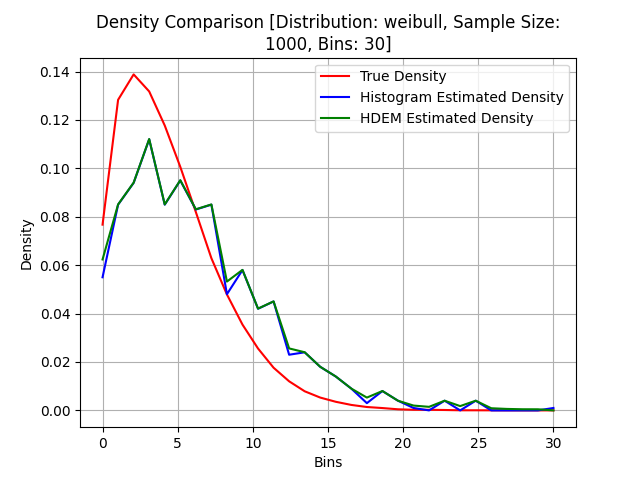 Density Comparison [Distribution: weibull, Sample Size:
1000, Bins: 30]
True Density
Histogram Estimated Density
HDEM Estimated Density
Density
0.14
0.12
0.10
0.08
0.06
0.04
0.02
0.00
0 5 10 15 20 25 30
Bins